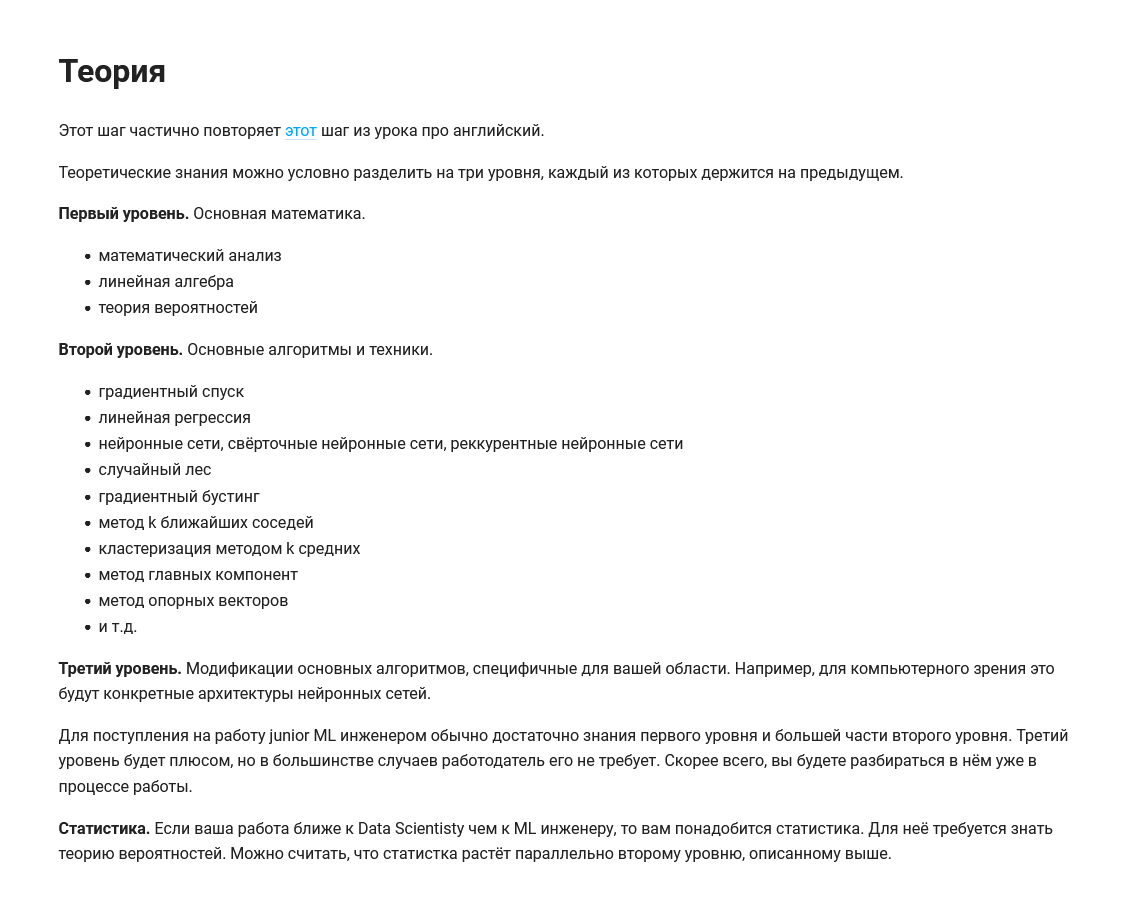 Теория
Этот шаг частично повторяет этот шаг из урока про английский.
Теоретические знания можно условно разделить на три уровня, каждый из которых держится на предыдущем.
Первый уровень. Основная математика.
• математический анализ
• линейная алгебра
• теория вероятностей
Второй уровень. Основные алгоритмы и техники.
• градиентный спуск
• линейная регрессия
• нейронные сети, свёрточные нейронные сети, реккурентные нейронные сети
• случайный лес
• градиентный бустинг
• метод k ближайших соседей
• кластеризация методом k средних
• метод главных компонент
• метод опорных векторов
• и т.д.
Третий уровень. Модификации основных алгоритмов, специфичные для вашей области. Например, для компьютерного зрения это
будут конкретные архитектуры нейронных сетей.
Для поступления на работу junior ML инженером обычно достаточно знания первого уровня и большей части второго уровня. Третий
уровень будет плюсом, но в большинстве случаев работодатель его не требует. Скорее всего, вы будете разбираться в нём уже в
процессе работы.
Статистика. Если ваша работа ближе к Data Scientistу чем к ML инженеру, то вам понадобится статистика. Для неё требуется знать
теорию вероятностей. Можно считать, что статистка растёт параллельно второму уровню, описанному выше.